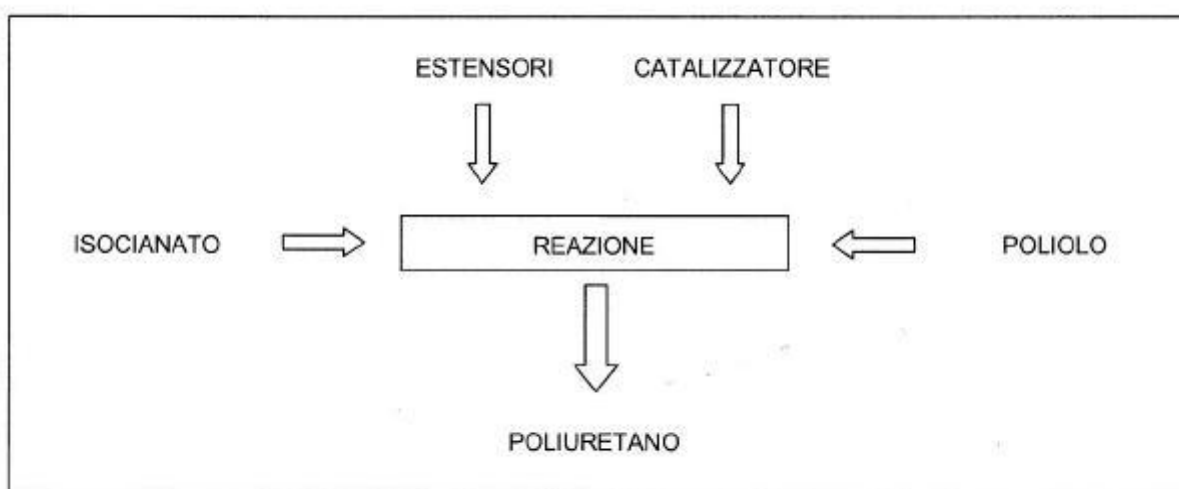 ESTENSORI CATALIZZATORE
ISOCIANATO REAZIONE POLIOLO
POLIURETANO